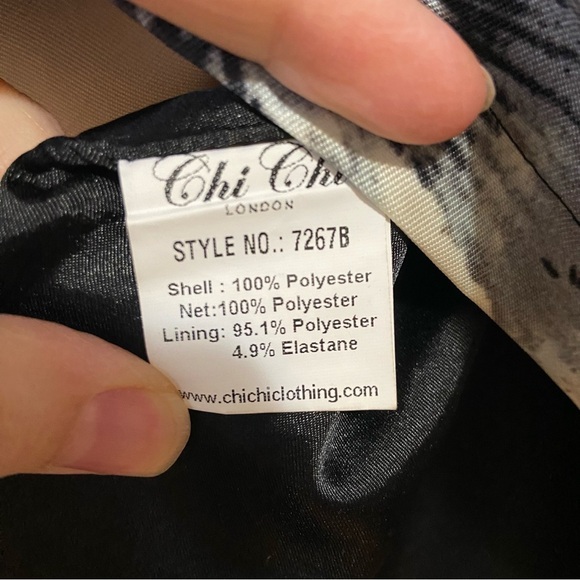 Chi Chi
LONDON
STYLE NO.: 7267B
Shell : 100% Polyester
Net:100% Polyester
Lining: 95.1% Polyester
4.9% Elastane
www.chichiclothing.com